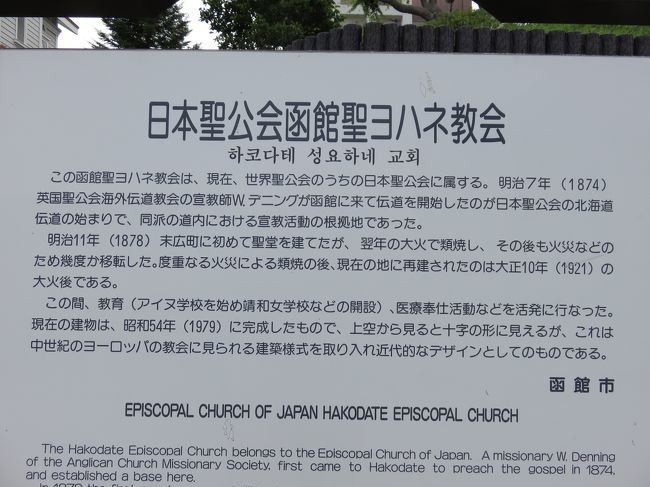 日本聖公会函館聖ヨハネ教会
하코다테 성요하네 교회
この函館聖ヨハネ教会は、現在、世界聖公会のうちの日本聖公会に属する。明治7年（1874）
英国聖公会海外伝道教会の宣教師W.デニングが函館に来て伝道を開始したのが日本聖公会の北海道
伝道の始まりで、同派の道内における宣教活動の根拠地であった。
明治11年（1878）末広町に初めて聖堂を建てたが、翌年の大火で類焼し、その後も火災などの
ため幾度か移転した。度重なる火災による類焼の後、現在の地に再建されたのは大正10年（1921）の
大火後である。
この間、教育（アイヌ学校を始め靖和女学校などの開設）、医療奉仕活動などを活発に行なった。
現在の建物は、昭和54年（1979）に完成したもので、上空から見ると十字の形に見えるが、これは
中世紀のヨーロッパの教会に見られる建築様式を取り入れ近代的なデザインとしてのものである。
函館市
EPISCOPAL CHURCH OF JAPAN HAKODATE EPISCOPAL CHURCH
The Hakodate Episcopal Church belongs to the Episcopal Church of Japan. A missionary W. Denning
of the Anglican Church Missionary Society, first came to Hakodate to preach the gospel in 1874,
and established a base here.